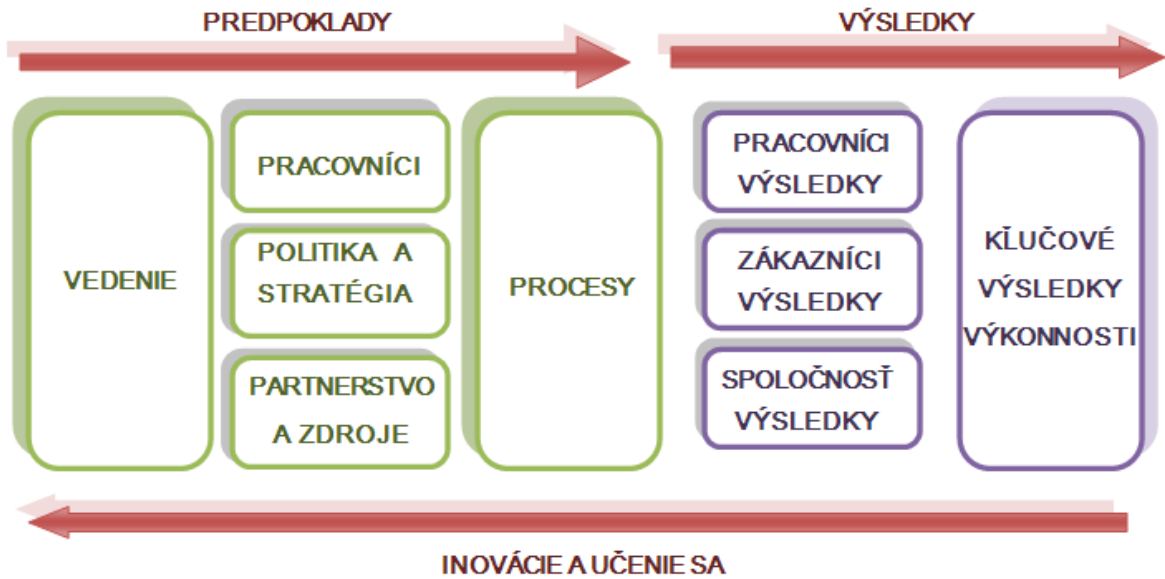 PREDPOKLADY
VÝSLEDKY
VEDENIE
PRACOVNÍCI
POLITIKA A
STRATÉGIA
PARTNERSTVO
A ZDROJE
PROCESY
PRACOVNÍCI
VÝSLEDKY
ZÁKAZNÍCI
VÝSLEDKY
SPOLOČNOSŤ
VÝSLEDKY
KĽUČOVÉ
VÝSLEDKY
VÝKONNOSTI
INOVÁCIE A UČENIE SA